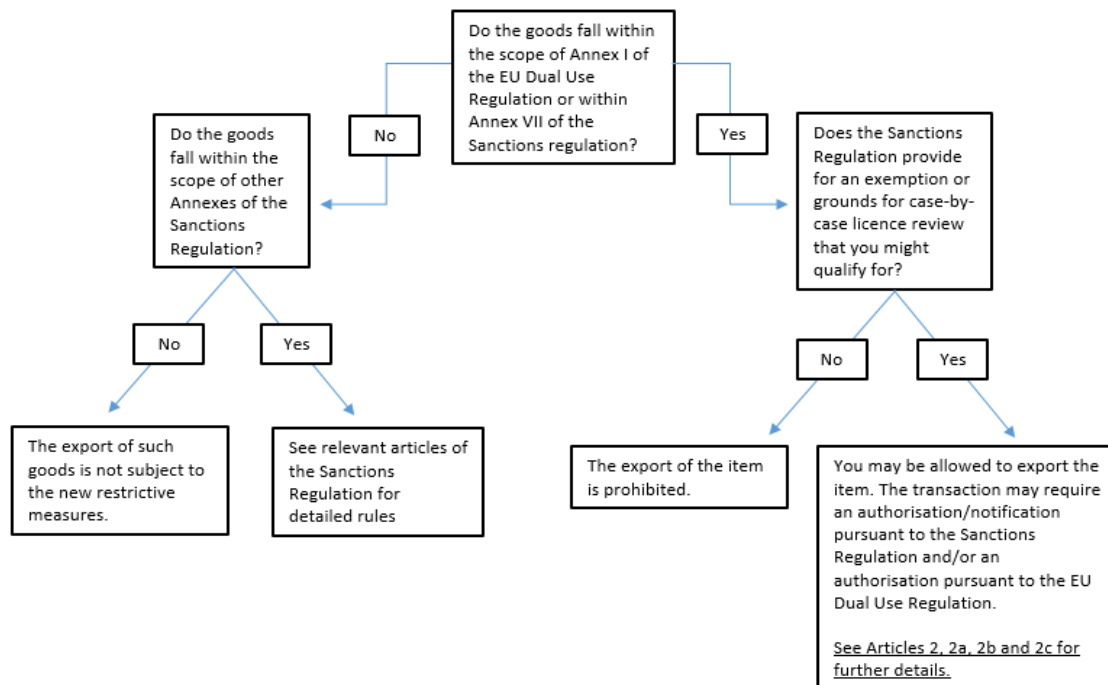 Do the goods fall within
the scope of Annex I of
the EU Dual Use
Regulation or within
Annex VII of the
Sanctions regulation?
No
Yes
Do the goods
fall within the
scope of other
Annexes of the
Sanctions
Regulation?
Does the Sanctions
Regulation provide
for an exemption or
grounds for case-by-
case licence review
that you might
qualify for?
No
Yes
No
Yes
The export of such
goods is not subject to
the new restrictive
measures.
See relevant articles of
the Sanctions
Regulation for
detailed rules
The export of the item
is prohibited.
You may be allowed to export the
item. The transaction may require
an authorisation/notification
pursuant to the Sanctions
Regulation and/or an
authorisation pursuant to the EU
Dual Use Regulation.
See Articles 2, 2a, 2b and 2c for
further details.